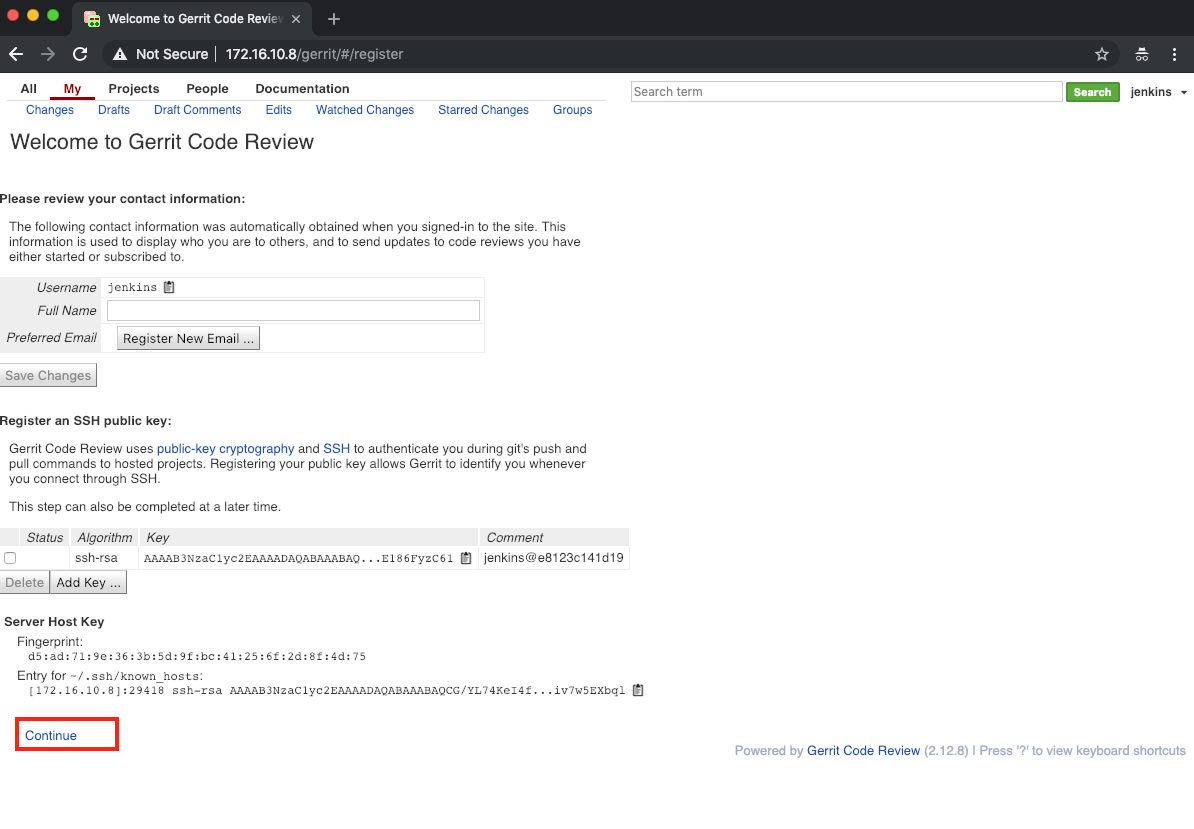 Welcome to Gerrit Code Review
Not Secure | 172.16.10.8/gerrit/#/register
All My Projects People Documentation
Search term Search jenkins
Changes Drafts Draft Comments Edits Watched Changes Starred Changes Groups
Welcome to Gerrit Code Review
Please review your contact information:
The following contact information was automatically obtained when you signed-in to the site. This
information is used to display who you are to others, and to send updates to code reviews you have
either started or subscribed to.
Username jenkins
Full Name
Preferred Email Register New Email ...
Save Changes
Register an SSH public key:
Gerrit Code Review uses public-key cryptography and SSH to authenticate you during git's push and
pull commands to hosted projects. Registering your public key allows Gerrit to identify you whenever
you connect through SSH.
This step can also be completed at a later time.
Status Algorithm Key Comment
ssh-rsa AAAAB3NzaC1yc2EAAAADAQABAAABAQ...E186FyzC61 jenkins@e8123c141d19
Delete Add Key ...
Server Host Key
Fingerprint:
d5:ad:71:9e:36:3b:5d:9f:bc:41:25:6f:2d:8f:4d:75
Entry for ~/.ssh/known_hosts:
[172.16.10.8]:29418 ssh-rsa AAAAB3NzaC1yc2EAAAADAQABAAABAQCG/YL74KeI4f...iv7w5EXbql
Continue
Powered by Gerrit Code Review (2.12.8) | Press '?' to view keyboard shortcuts